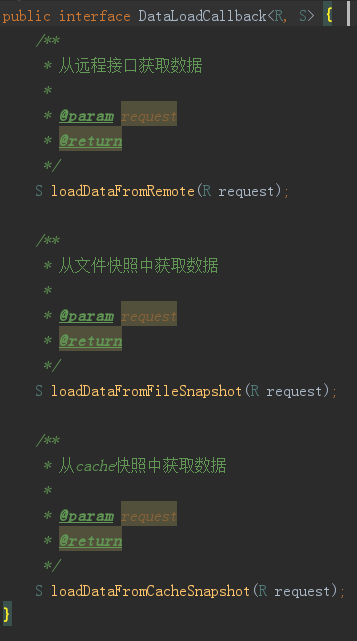 public interface DataLoadCallback<R, S> {
/**
* 从远程接口获取数据
*
* @param request
* @return
*/
S loadDataFromRemote(R request);
/**
* 从文件快照中获取数据
*
* @param request
* @return
*/
S loadDataFromFileSnapshot(R request);
/**
* 从cache快照中获取数据
*
* @param request
* @return
*/
S loadDataFromCacheSnapshot(R request);
}